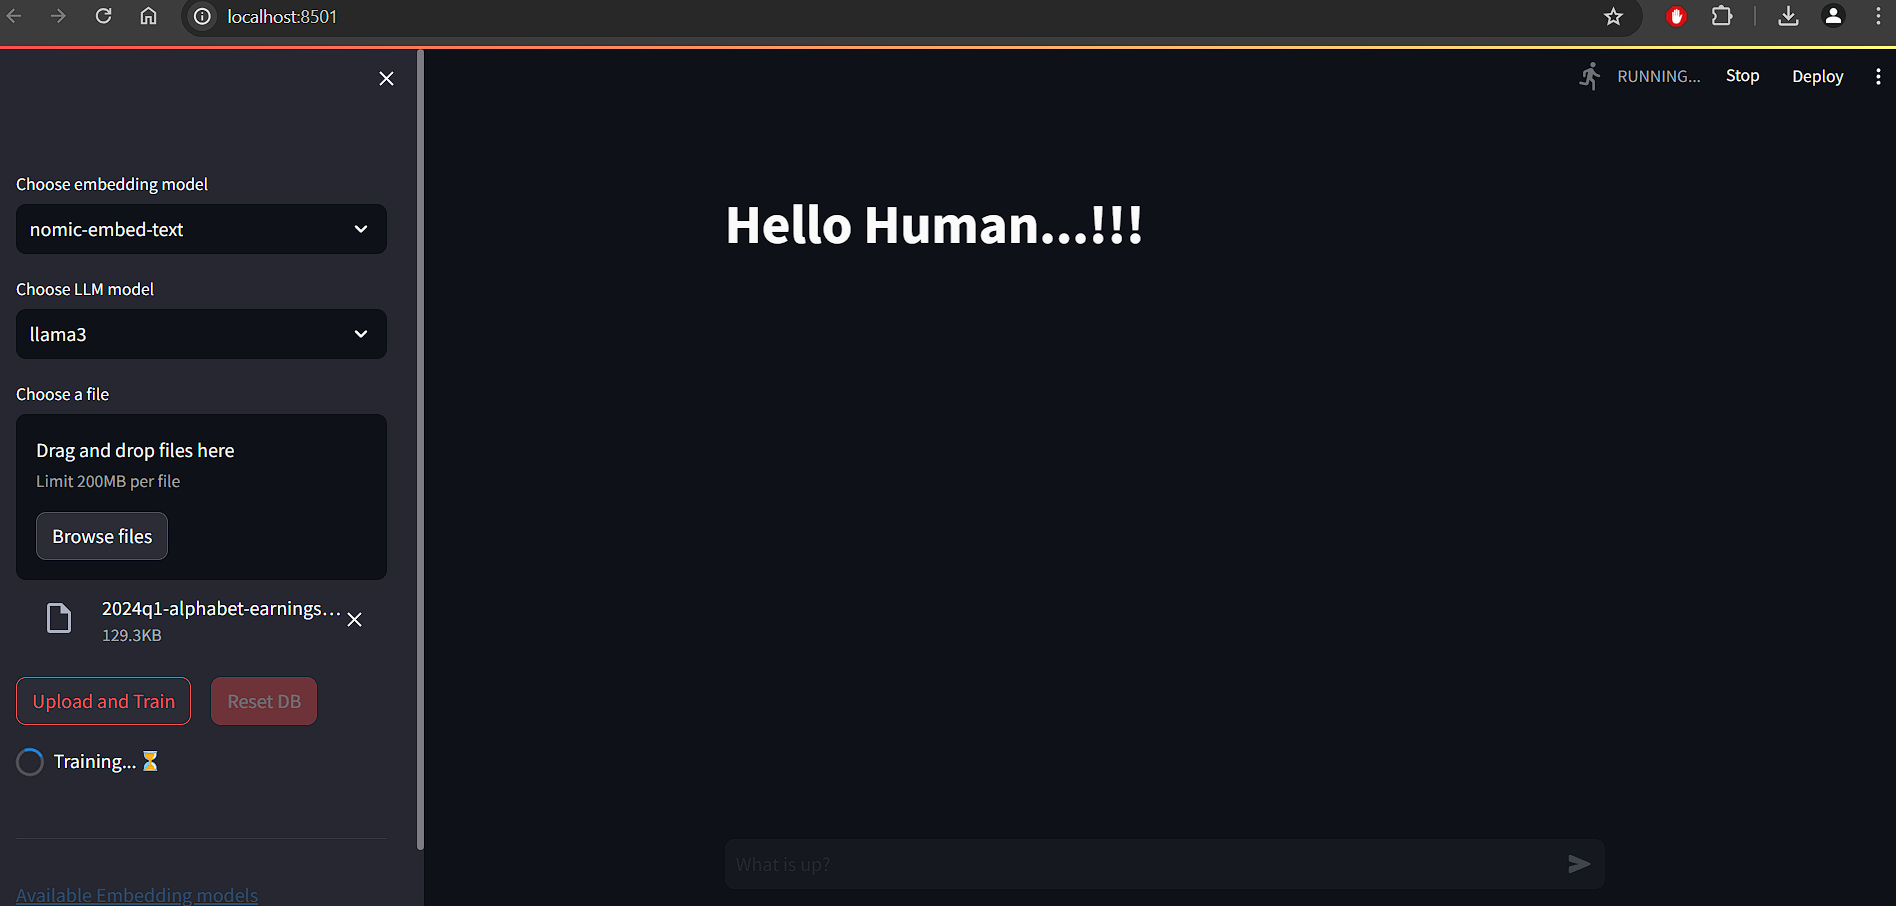 localhost:8501
RUNNING...
Stop
Deploy
Choose embedding model
nomic-embed-text
Choose LLM model
llama3
Choose a file
Drag and drop files here
Limit 200MB per file
Browse files
2024q1-alphabet-earnings...
129.3KB
Upload and Train
Reset DB
Training... ⏳
Available Embedding models
Hello Human...!!!
What is up?